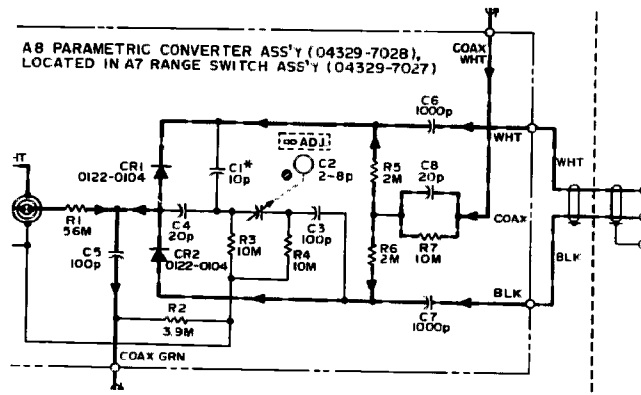 A8 PARAMETRIC CONVERTER ASS'Y (04329-7028),
LOCATED IN A7 RANGE SWITCH ASS'Y (04329-7027)
COAX
WHT
C6
1000p
WHT
∞ ADJ.
CR1
0122-0104
C1*
10p
C2
2-8p
R5
2M
C8
20p
WHT
HT
R1
56M
C4
20p
C3
100p
COAX
C5
100p
CR2
0122-0104
R3
10M
R4
10M
R6
2M
R7
10M
BLK
BLK
R2
3.9M
C7
1000p
COAX GRN